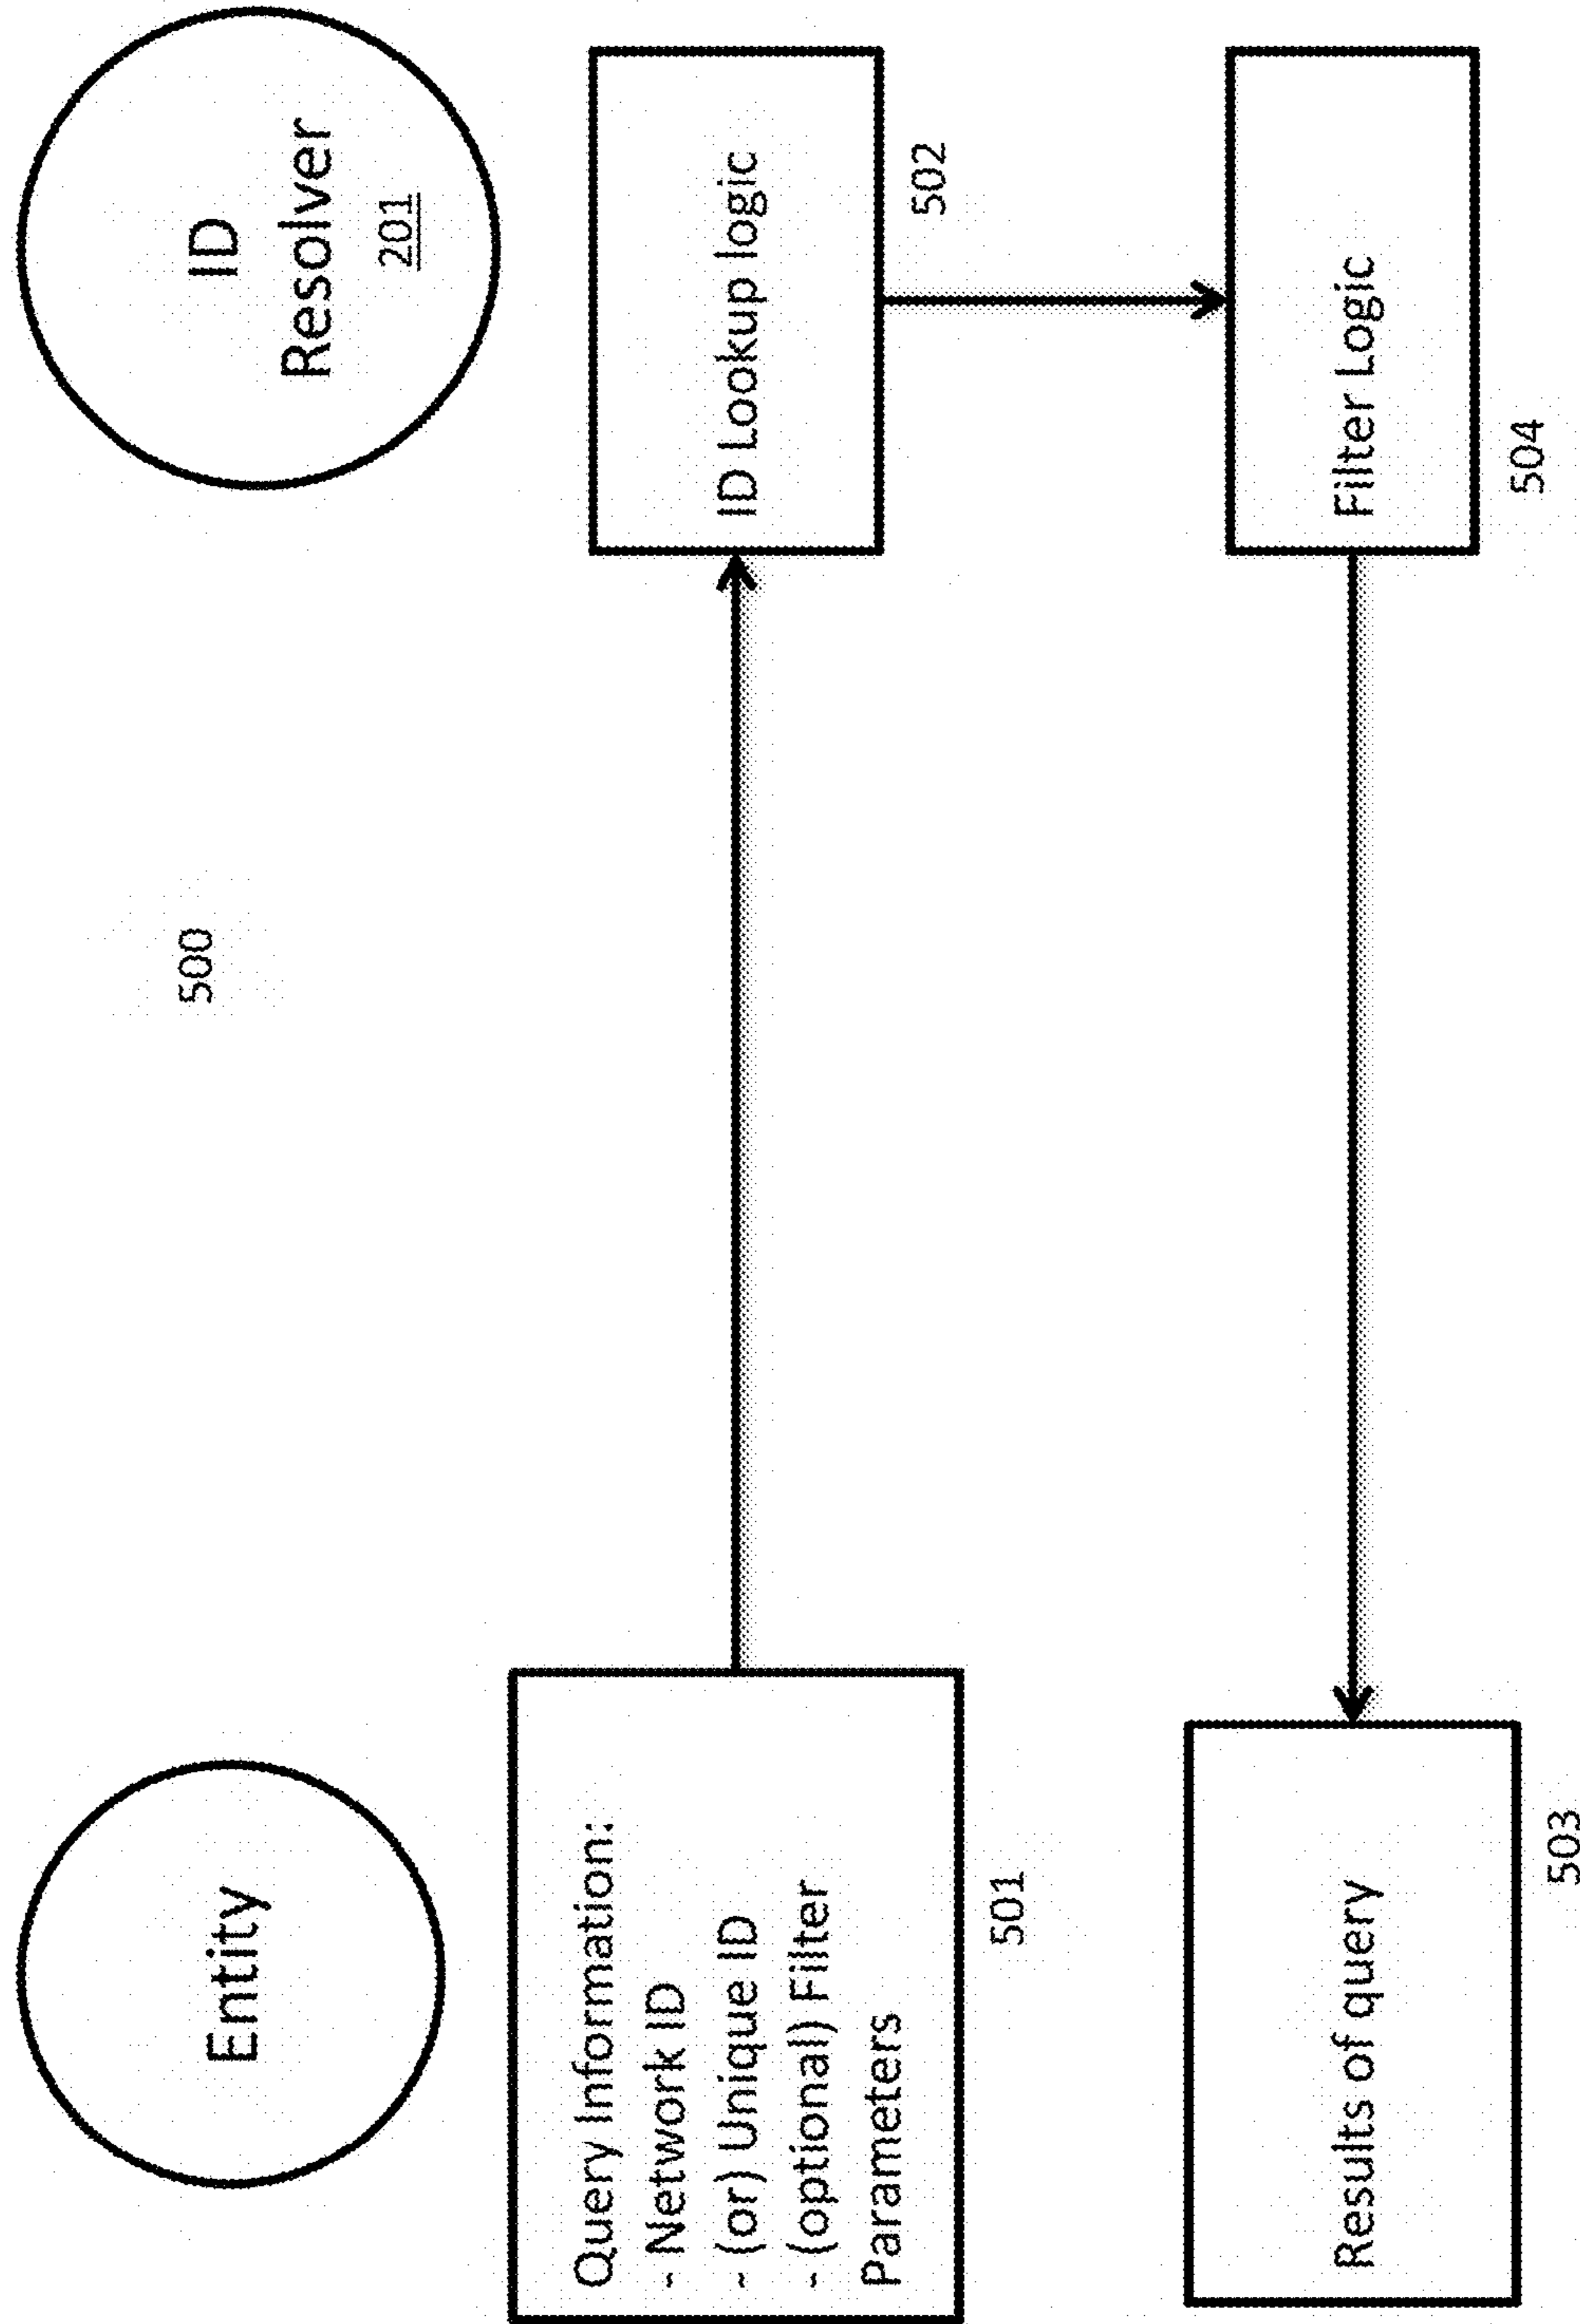 500
Entity
ID
Resolver
201
Query Information:
- Network ID
- (or) Unique ID
- (optional) Filter
Parameters
501
ID Lookup logic
502
Results of query
503
Filter Logic
504